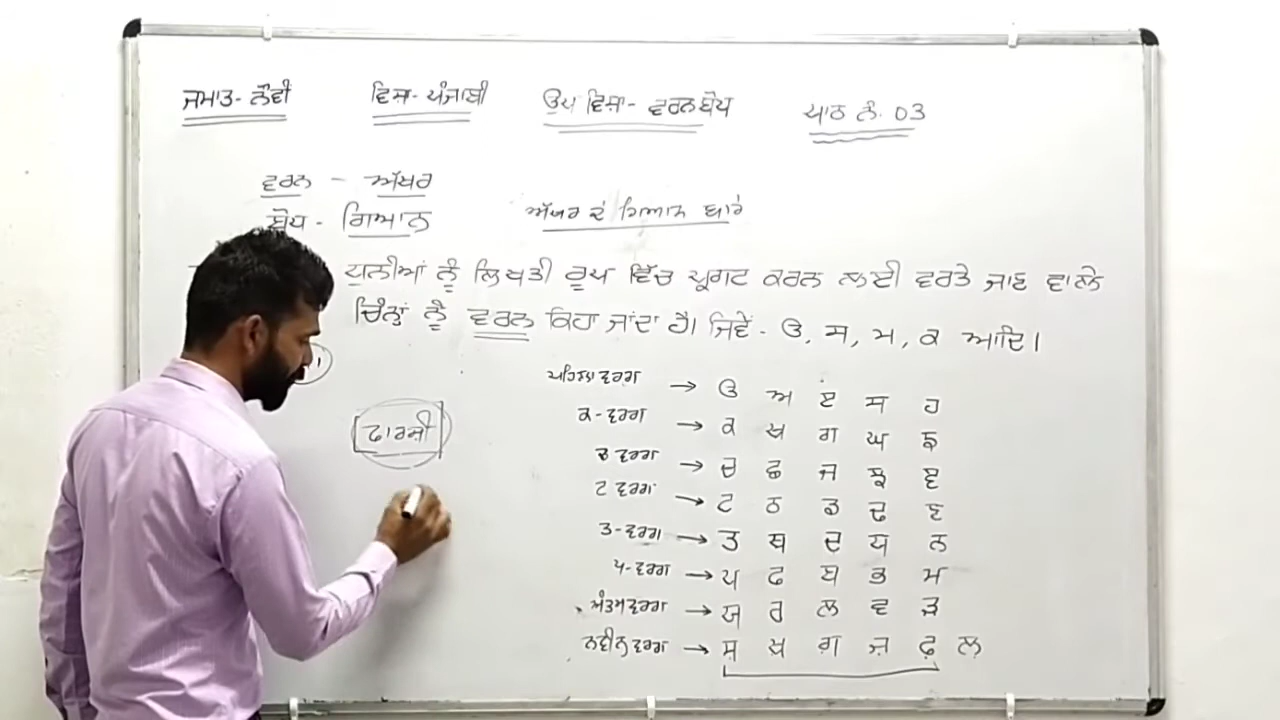 ਜਮਾਤ- ਨੌਵੀਂ ਵਿਸ਼ਾ- ਪੰਜਾਬੀ ਉਪ ਵਿਸ਼ਾ- ਵਰਨਬੋਧ ਪਾਠ ਨੰ. 03
ਵਰਨ - ਅੱਖਰ
ਬੋਧ - ਗਿਆਨ ਅੱਖਰ ਦੇ ਗਿਆਨ ਬਾਰੇ
ਧੁਨੀਆਂ ਨੂੰ ਲਿਖਤੀ ਰੂਪ ਵਿੱਚ ਪ੍ਰਗਟ ਕਰਨ ਲਈ ਵਰਤੇ ਜਾਣ ਵਾਲੇ
ਚਿੰਨ੍ਹਾਂ ਨੂੰ ਵਰਨ ਕਿਹਾ ਜਾਂਦਾ ਹੈ। ਜਿਵੇਂ - ੳ, ਸ, ਮ, ਕ ਆਦਿ।
ਪਹਿਲਾ ਵਰਗ → ੳ ਅ ੲ ਸ ਹ
ਕ-ਵਰਗ → ਕ ਖ ਗ ਘ ਙ
ਫਾਰਸੀ
ਚ ਵਰਗ → ਚ ਛ ਜ ਝ ਞ
ਟ ਵਰਗ → ਟ ਠ ਡ ਢ ਣ
ਤ-ਵਰਗ → ਤ ਥ ਦ ਧ ਨ
ਪ-ਵਰਗ → ਪ ਫ ਬ ਭ ਮ
ਅੰਤਮ ਵਰਗ → ਯ ਰ ਲ ਵ ੜ
ਨਵੀਨ ਵਰਗ → ਸ਼ ਖ਼ ਗ਼ ਜ਼ ਫ਼ ਲ਼